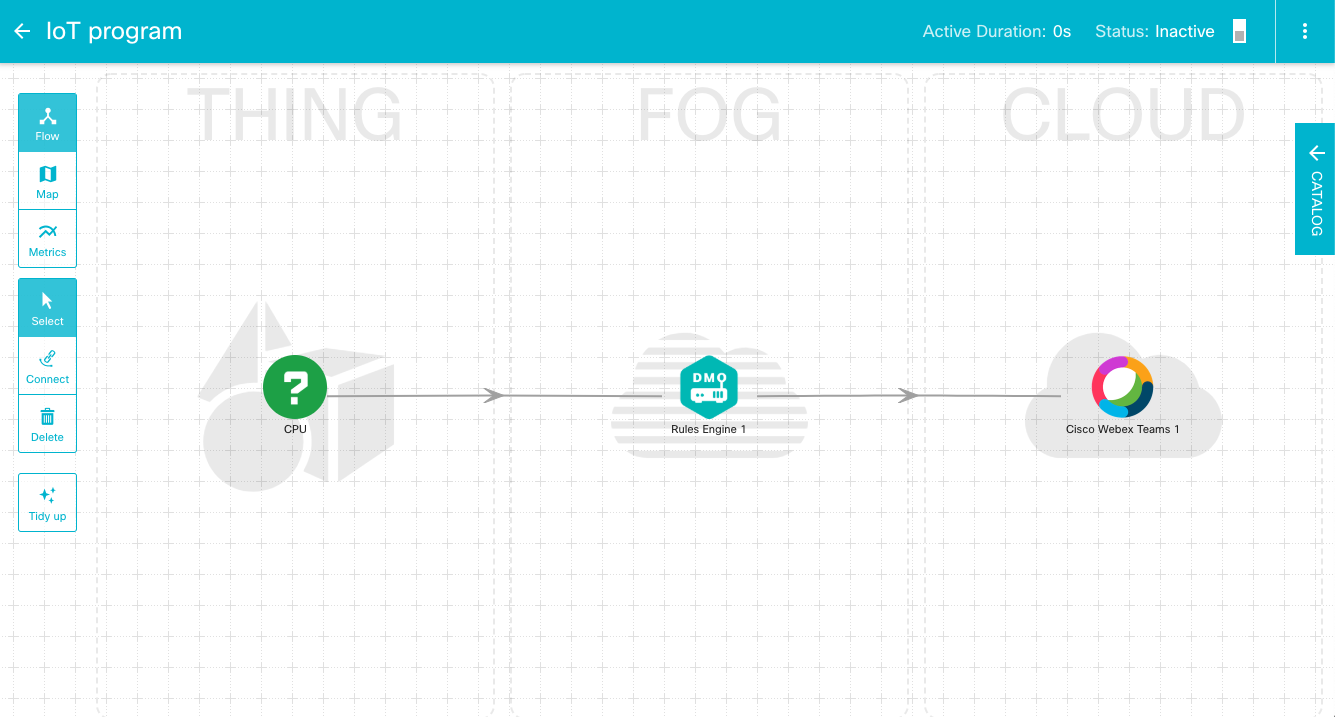 IoT program
Active Duration: 0s Status: Inactive
THING FOG CLOUD
Flow
Map
Metrics
Select
Connect
Delete
Tidy up
CATALOG
?
CPU
DMO
Rules Engine 1
Cisco Webex Teams 1